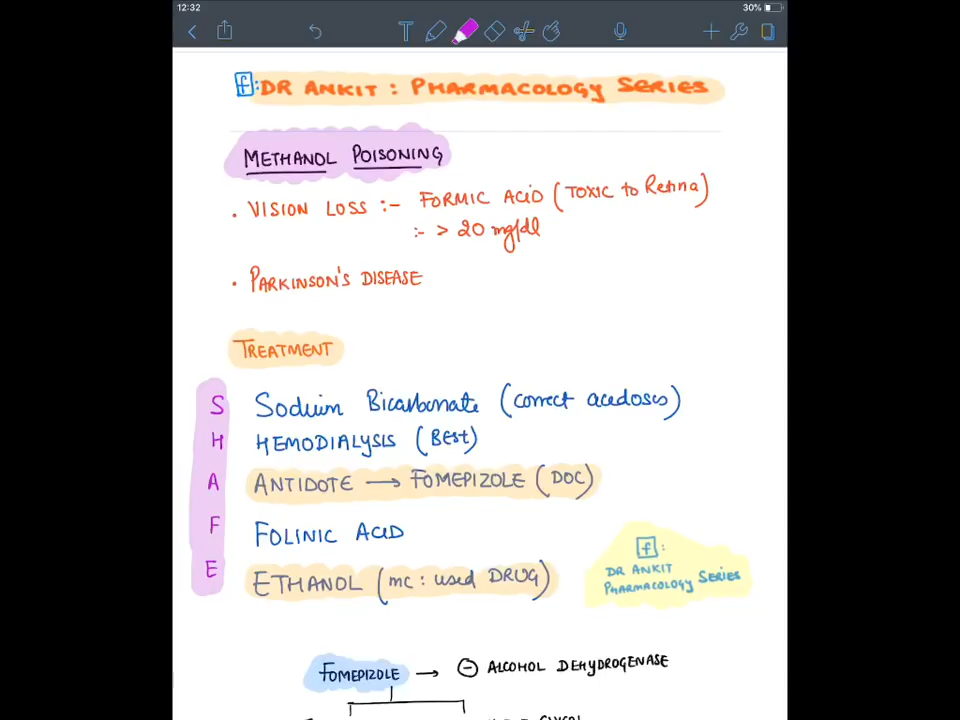 12:32
30%
f: DR ANKIT : PHARMACOLOGY SERIES
METHANOL POISONING
• VISION LOSS :- FORMIC ACID (TOXIC to Retina)
:- > 20 mg/dl
• PARKINSON'S DISEASE
TREATMENT
S Sodium Bicarbonate (correct acedoses)
H HEMODIALYSIS (BEST)
A ANTIDOTE → FOMEPIZOLE (DOC)
F FOLINIC ACID
E ETHANOL (mc : used DRUG)
f :
DR ANKIT
PHARMACOLOGY SERIES
FOMEPIZOLE → ⊖ ALCOHOL DEHYDROGENASE